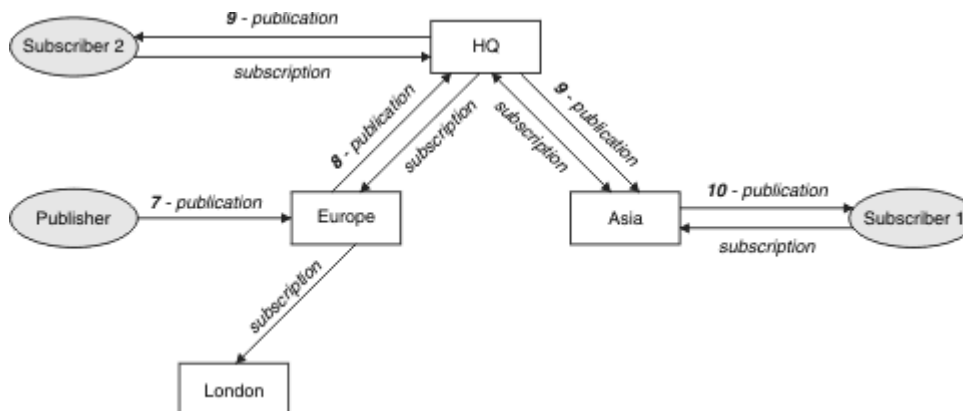 9 - publication
Subscriber 2
HQ
subscription
9 - publication
8 - publication
subscription
subscription
7 - publication
10 - publication
Publisher
Europe
Asia
Subscriber 1
subscription
subscription
London